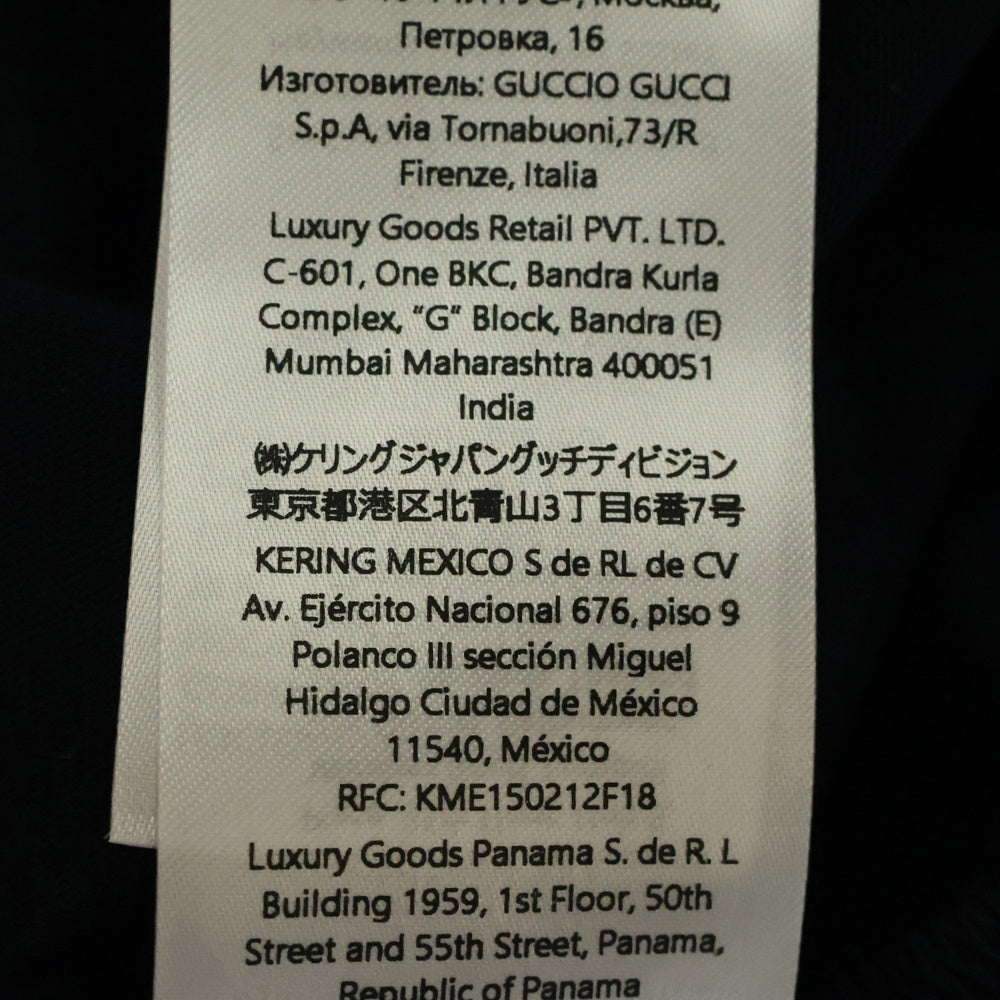 Москва,
Петровка, 16
Изготовитель: GUCCIO GUCCI
S.p.A, via Tornabuoni,73/R
Firenze, Italia
Luxury Goods Retail PVT. LTD.
C-601, One BKC, Bandra Kurla
Complex, "G" Block, Bandra (E)
Mumbai Maharashtra 400051
India
㈱ケリングジャパングッチディビジョン
東京都港区北青山3丁目6番7号
KERING MEXICO S de RL de CV
Av. Ejército Nacional 676, piso 9
Polanco III sección Miguel
Hidalgo Ciudad de México
11540, México
RFC: KME150212F18
Luxury Goods Panama S. de R. L
Building 1959, 1st Floor, 50th
Street and 55th Street, Panama,
Republic of Panama